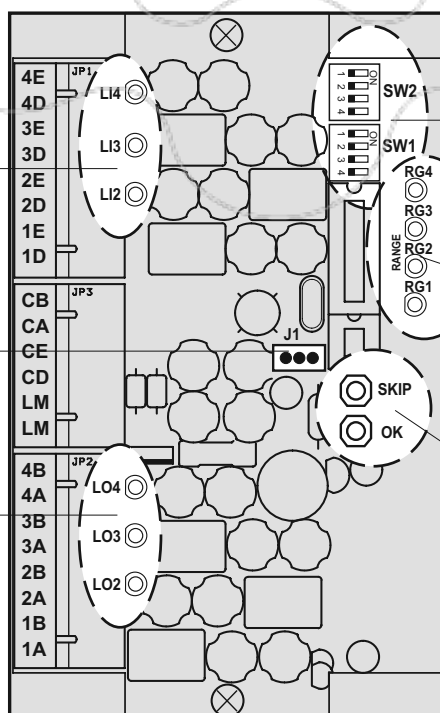 4E
4D
3E
3D
2E
2D
1E
1D
JP1
LI4
LI3
LI2
1
2
3
4
ON
SW2
1
2
3
4
ON
SW1
RG4
RG3
RG2
RG1
RANGE
CB
CA
CE
CD
LM
LM
JP3
J1
SKIP
OK
4B
4A
3B
3A
2B
2A
1B
1A
JP2
LO4
LO3
LO2